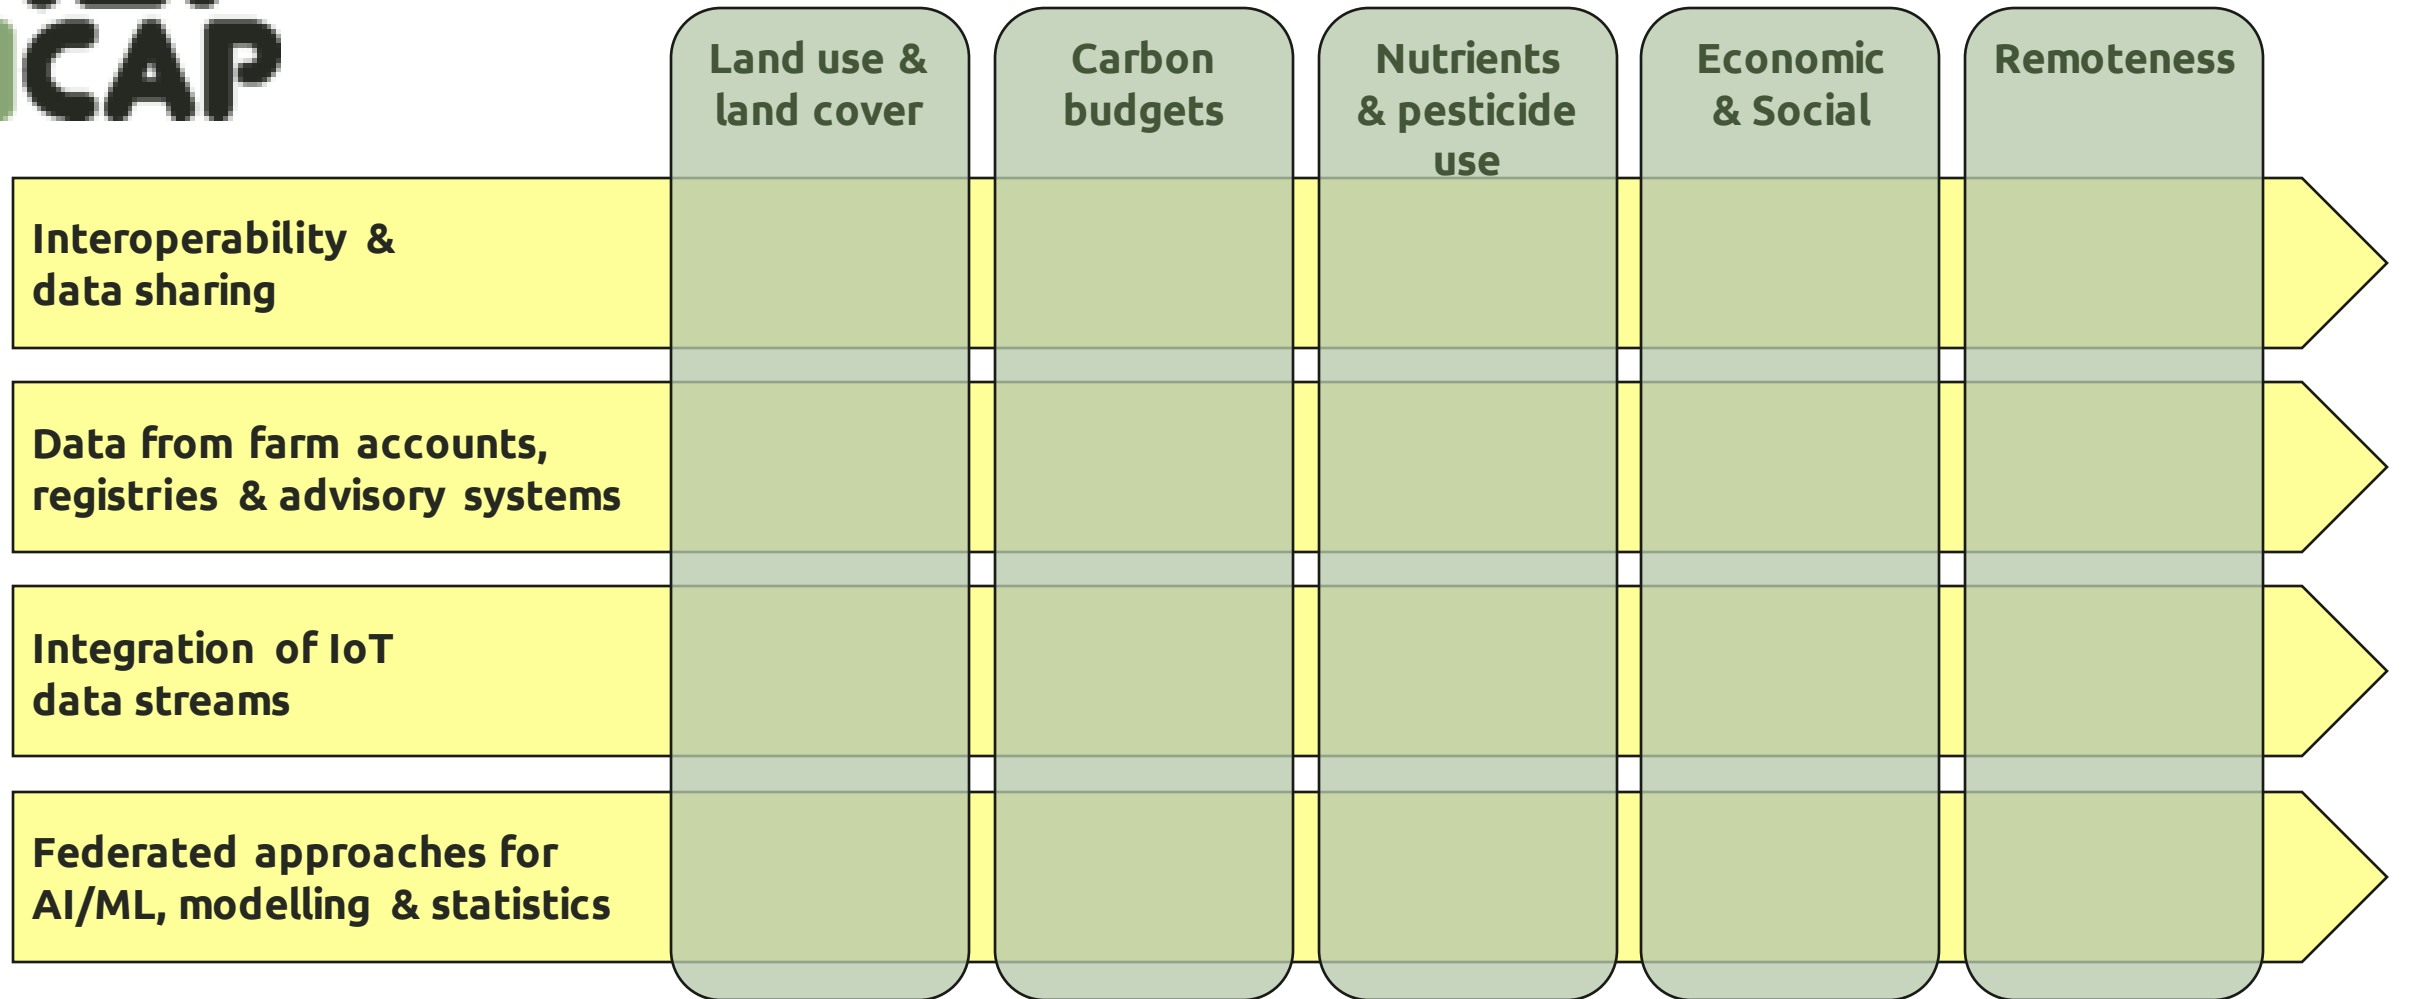 CAP
Land use &
land cover
Carbon
budgets
Nutrients
& pesticide
use
Economic
& Social
Remoteness
Interoperability &
data sharing
Data from farm accounts,
registries & advisory systems
Integration of IoT
data streams
Federated approaches for
AI/ML, modelling & statistics